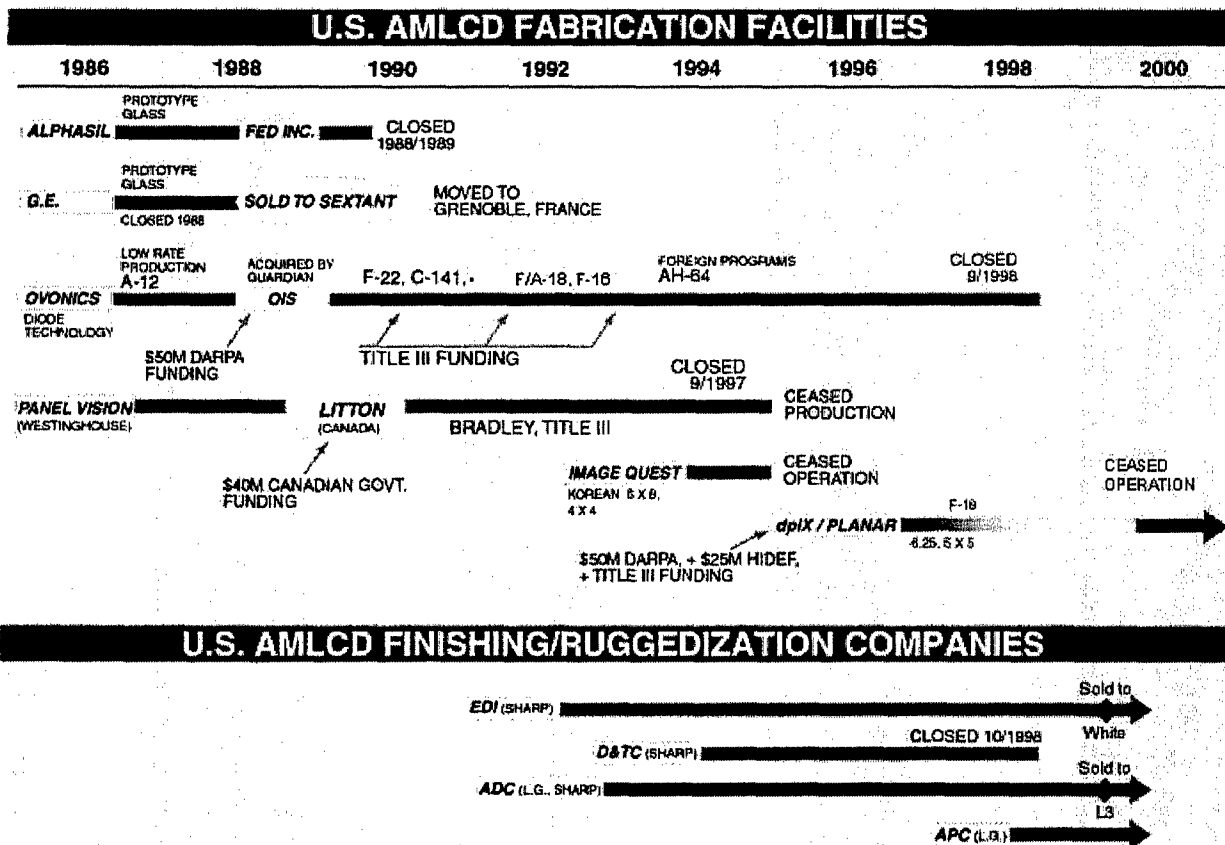 U.S. AMLCD FABRICATION FACILITIES
1986 1988 1990 1992 1994 1996 1998 2000
PROTOTYPE
GLASS
ALPHASIL FED INC. CLOSED
1988/1989
PROTOTYPE
GLASS
G.E. SOLD TO SEXTANT MOVED TO
GRENOBLE, FRANCE
CLOSED 1988
LOW RATE
PRODUCTION
A-12
ACQUIRED BY
GUARDIAN
OIS
F-22, C-141, •
F/A-18, F-16
FOREIGN PROGRAMS
AH-64
CLOSED
9/1998
OVONICS
DIODE
TECHNOLOGY
$50M DARPA
FUNDING
TITLE III FUNDING
CLOSED
9/1997
PANEL VISION
(WESTINGHOUSE)
LITTON
(CANADA)
BRADLEY, TITLE III
CEASED
PRODUCTION
$40M CANADIAN GOVT.
FUNDING
IMAGE QUEST
KOREAN 6 X 8,
4 X 4
CEASED
OPERATION
CEASED
OPERATION
dpiX / PLANAR
F-18
6.25, 5 X 5
$50M DARPA, + $25M HIDEF,
+ TITLE III FUNDING
U.S. AMLCD FINISHING/RUGGEDIZATION COMPANIES
EDI (SHARP)
Sold to
White
D&TC (SHARP)
CLOSED 10/1998
ADC (L.G., SHARP)
Sold to
L3
APC (L.G.)